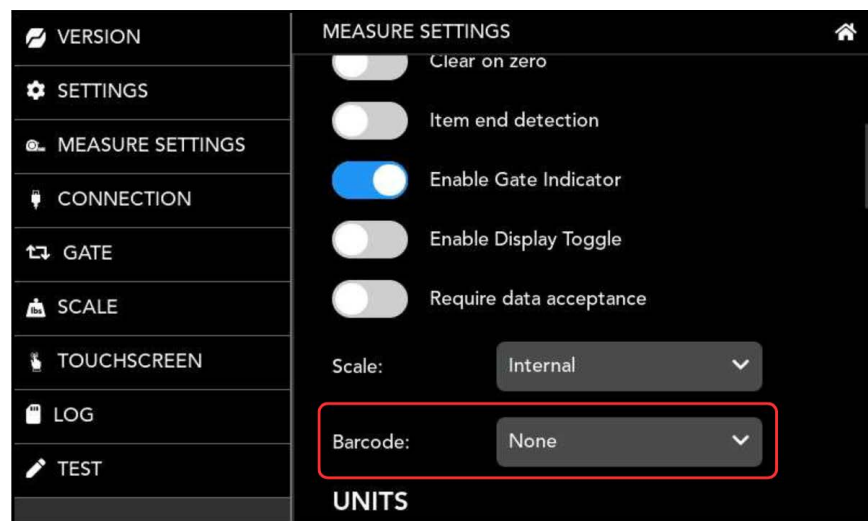 VERSION
SETTINGS
MEASURE SETTINGS
CONNECTION
GATE
lbs SCALE
TOUCHSCREEN
LOG
TEST
MEASURE SETTINGS
Clear on zero
Item end detection
Enable Gate Indicator
Enable Display Toggle
Require data acceptance
Scale: Internal
Barcode: None
UNITS